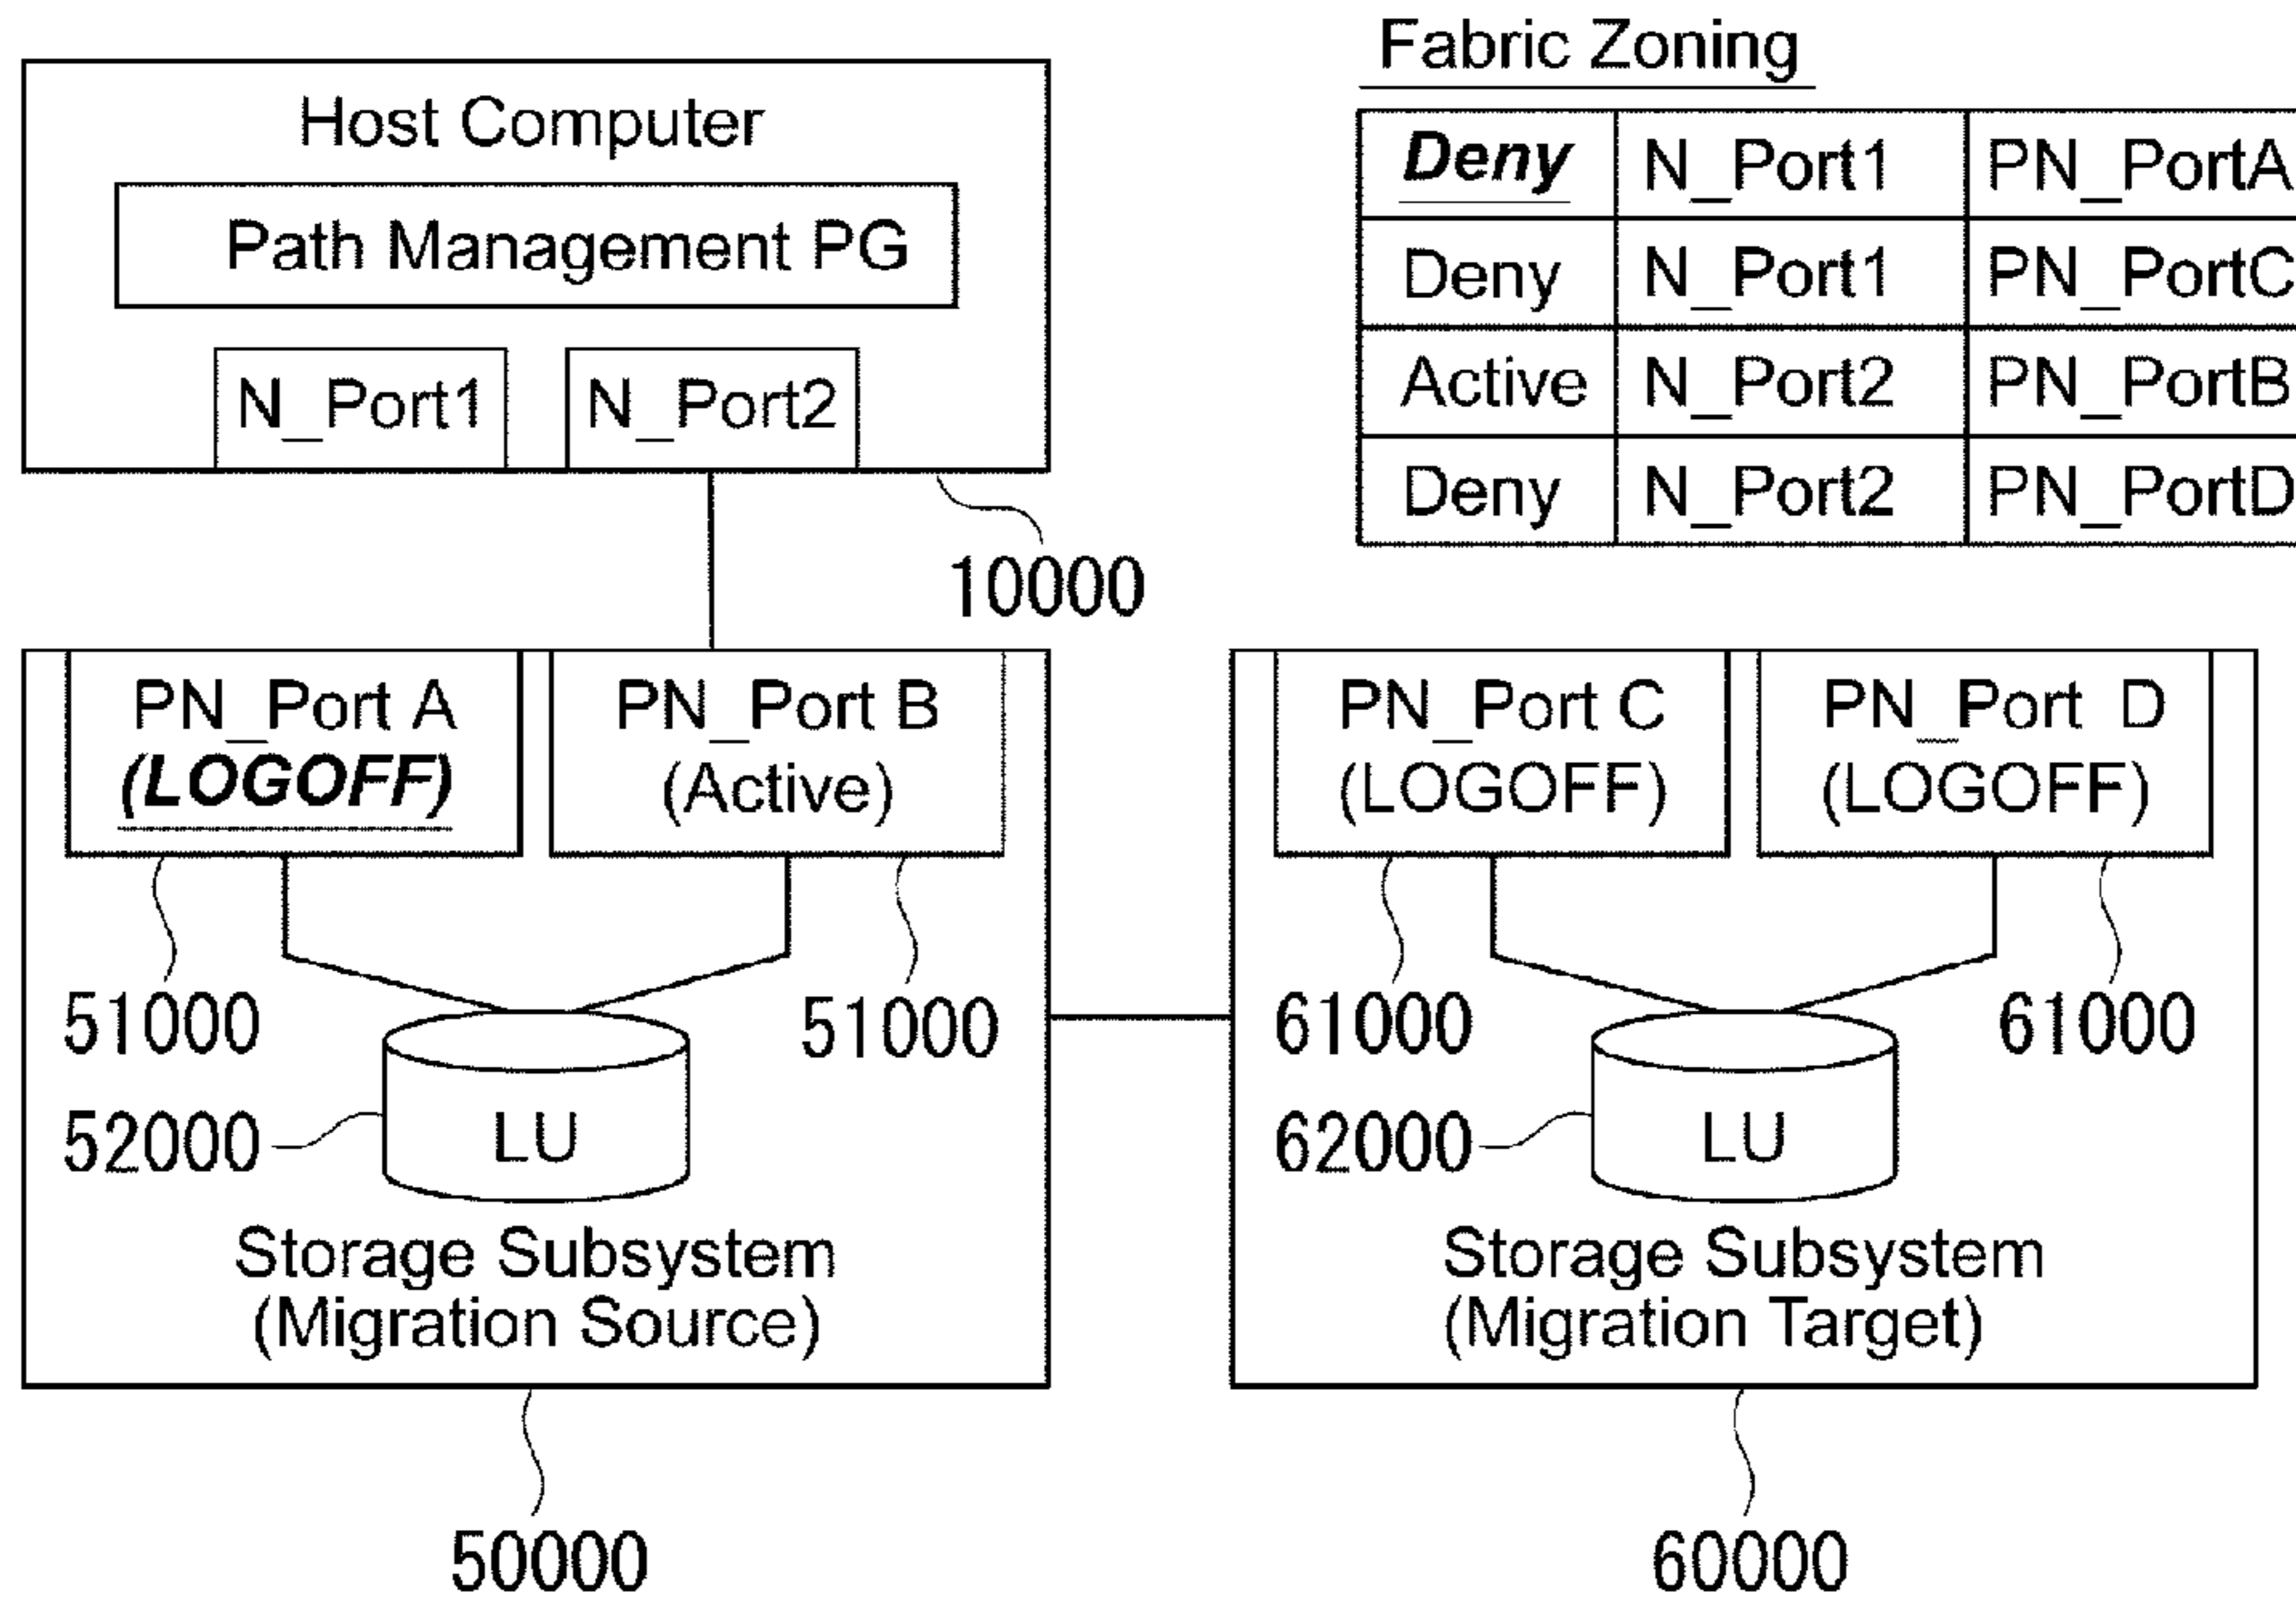 Fabric Zoning
Host Computer
Path Management PG
N_Port1 N_Port2
10000
Deny N_Port1 PN_PortA
Deny N_Port1 PN_PortC
Active N_Port2 PN_PortB
Deny N_Port2 PN_PortD
PN_Port A
(LOGOFF)
PN_Port B
(Active)
51000 51000
52000
LU
Storage Subsystem
(Migration Source)
50000
PN_Port C
(LOGOFF)
PN_Port D
(LOGOFF)
61000 61000
62000
LU
Storage Subsystem
(Migration Target)
60000